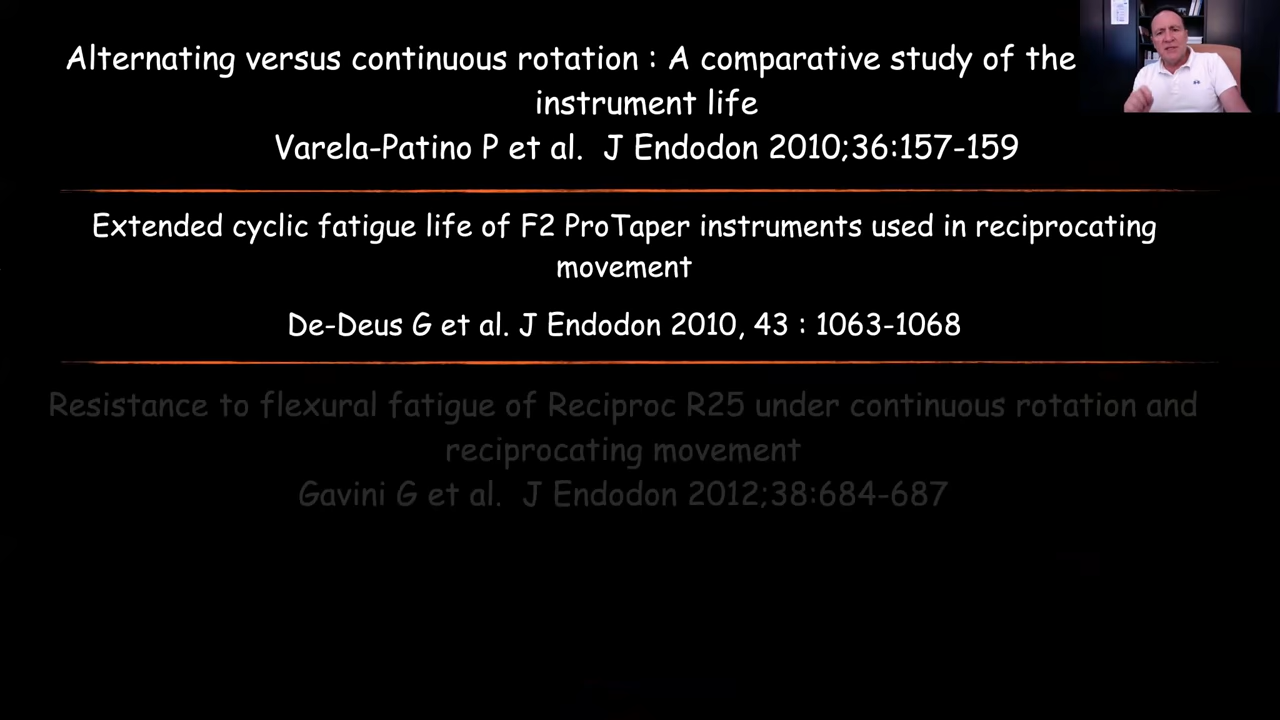 Alternating versus continuous rotation : A comparative study of the
instrument life
Varela-Patino P et al. J Endodon 2010;36:157-159
Extended cyclic fatigue life of F2 ProTaper instruments used in reciprocating
movement
De-Deus G et al. J Endodon 2010, 43 : 1063-1068
Resistance to flexural fatigue of Reciproc R25 under continuous rotation and
reciprocating movement
Gavini G et al. J Endodon 2012;38:684-687